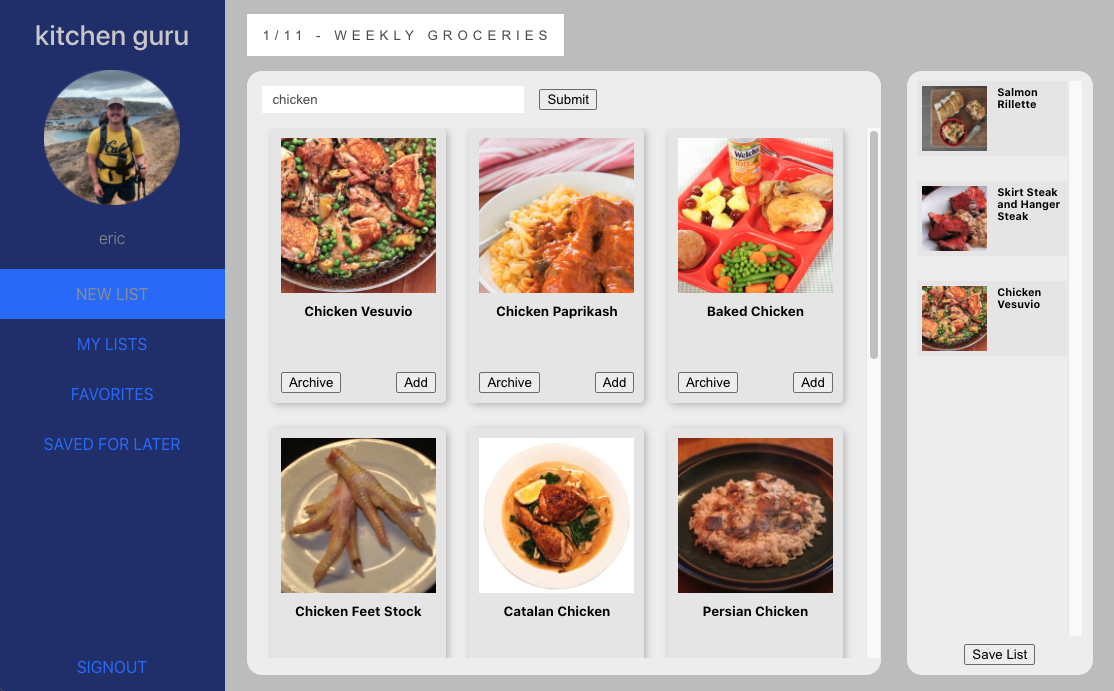 kitchen guru
eric
NEW LIST
MY LISTS
FAVORITES
SAVED FOR LATER
SIGNOUT
1/11 - WEEKLY GROCERIES
chicken
Submit
Chicken Vesuvio
Archive
Add
Chicken Paprikash
Archive
Add
Welch's
100
Baked Chicken
Archive
Add
Chicken Feet Stock
Catalan Chicken
Persian Chicken
Salmon
Rillette
Skirt Steak
and Hanger
Steak
Chicken
Vesuvio
Save List